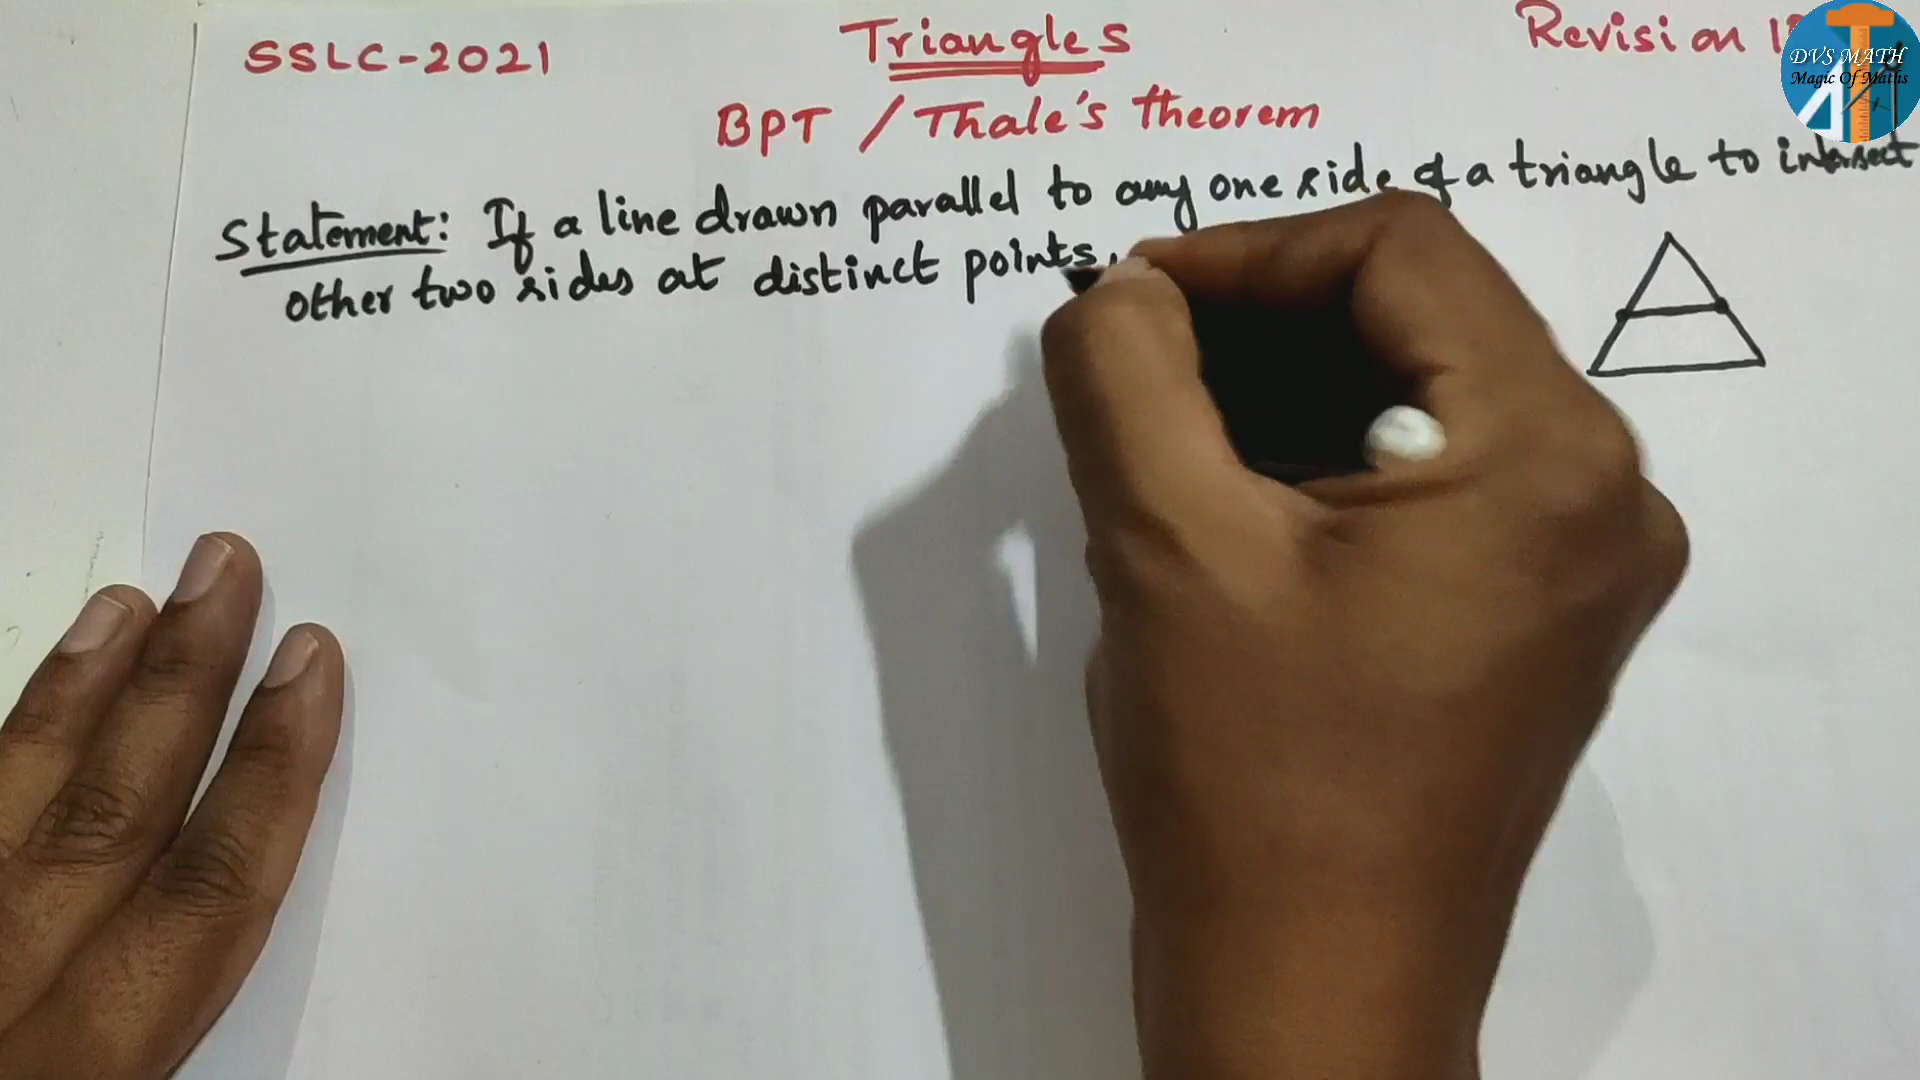 SSLC-2021
Triangles
Revision
DVS MATH
Magic Of Maths
BPT / Thale's theorem
Statement: If a line drawn parallel to any one side of a triangle to intersect
other two sides at distinct points,